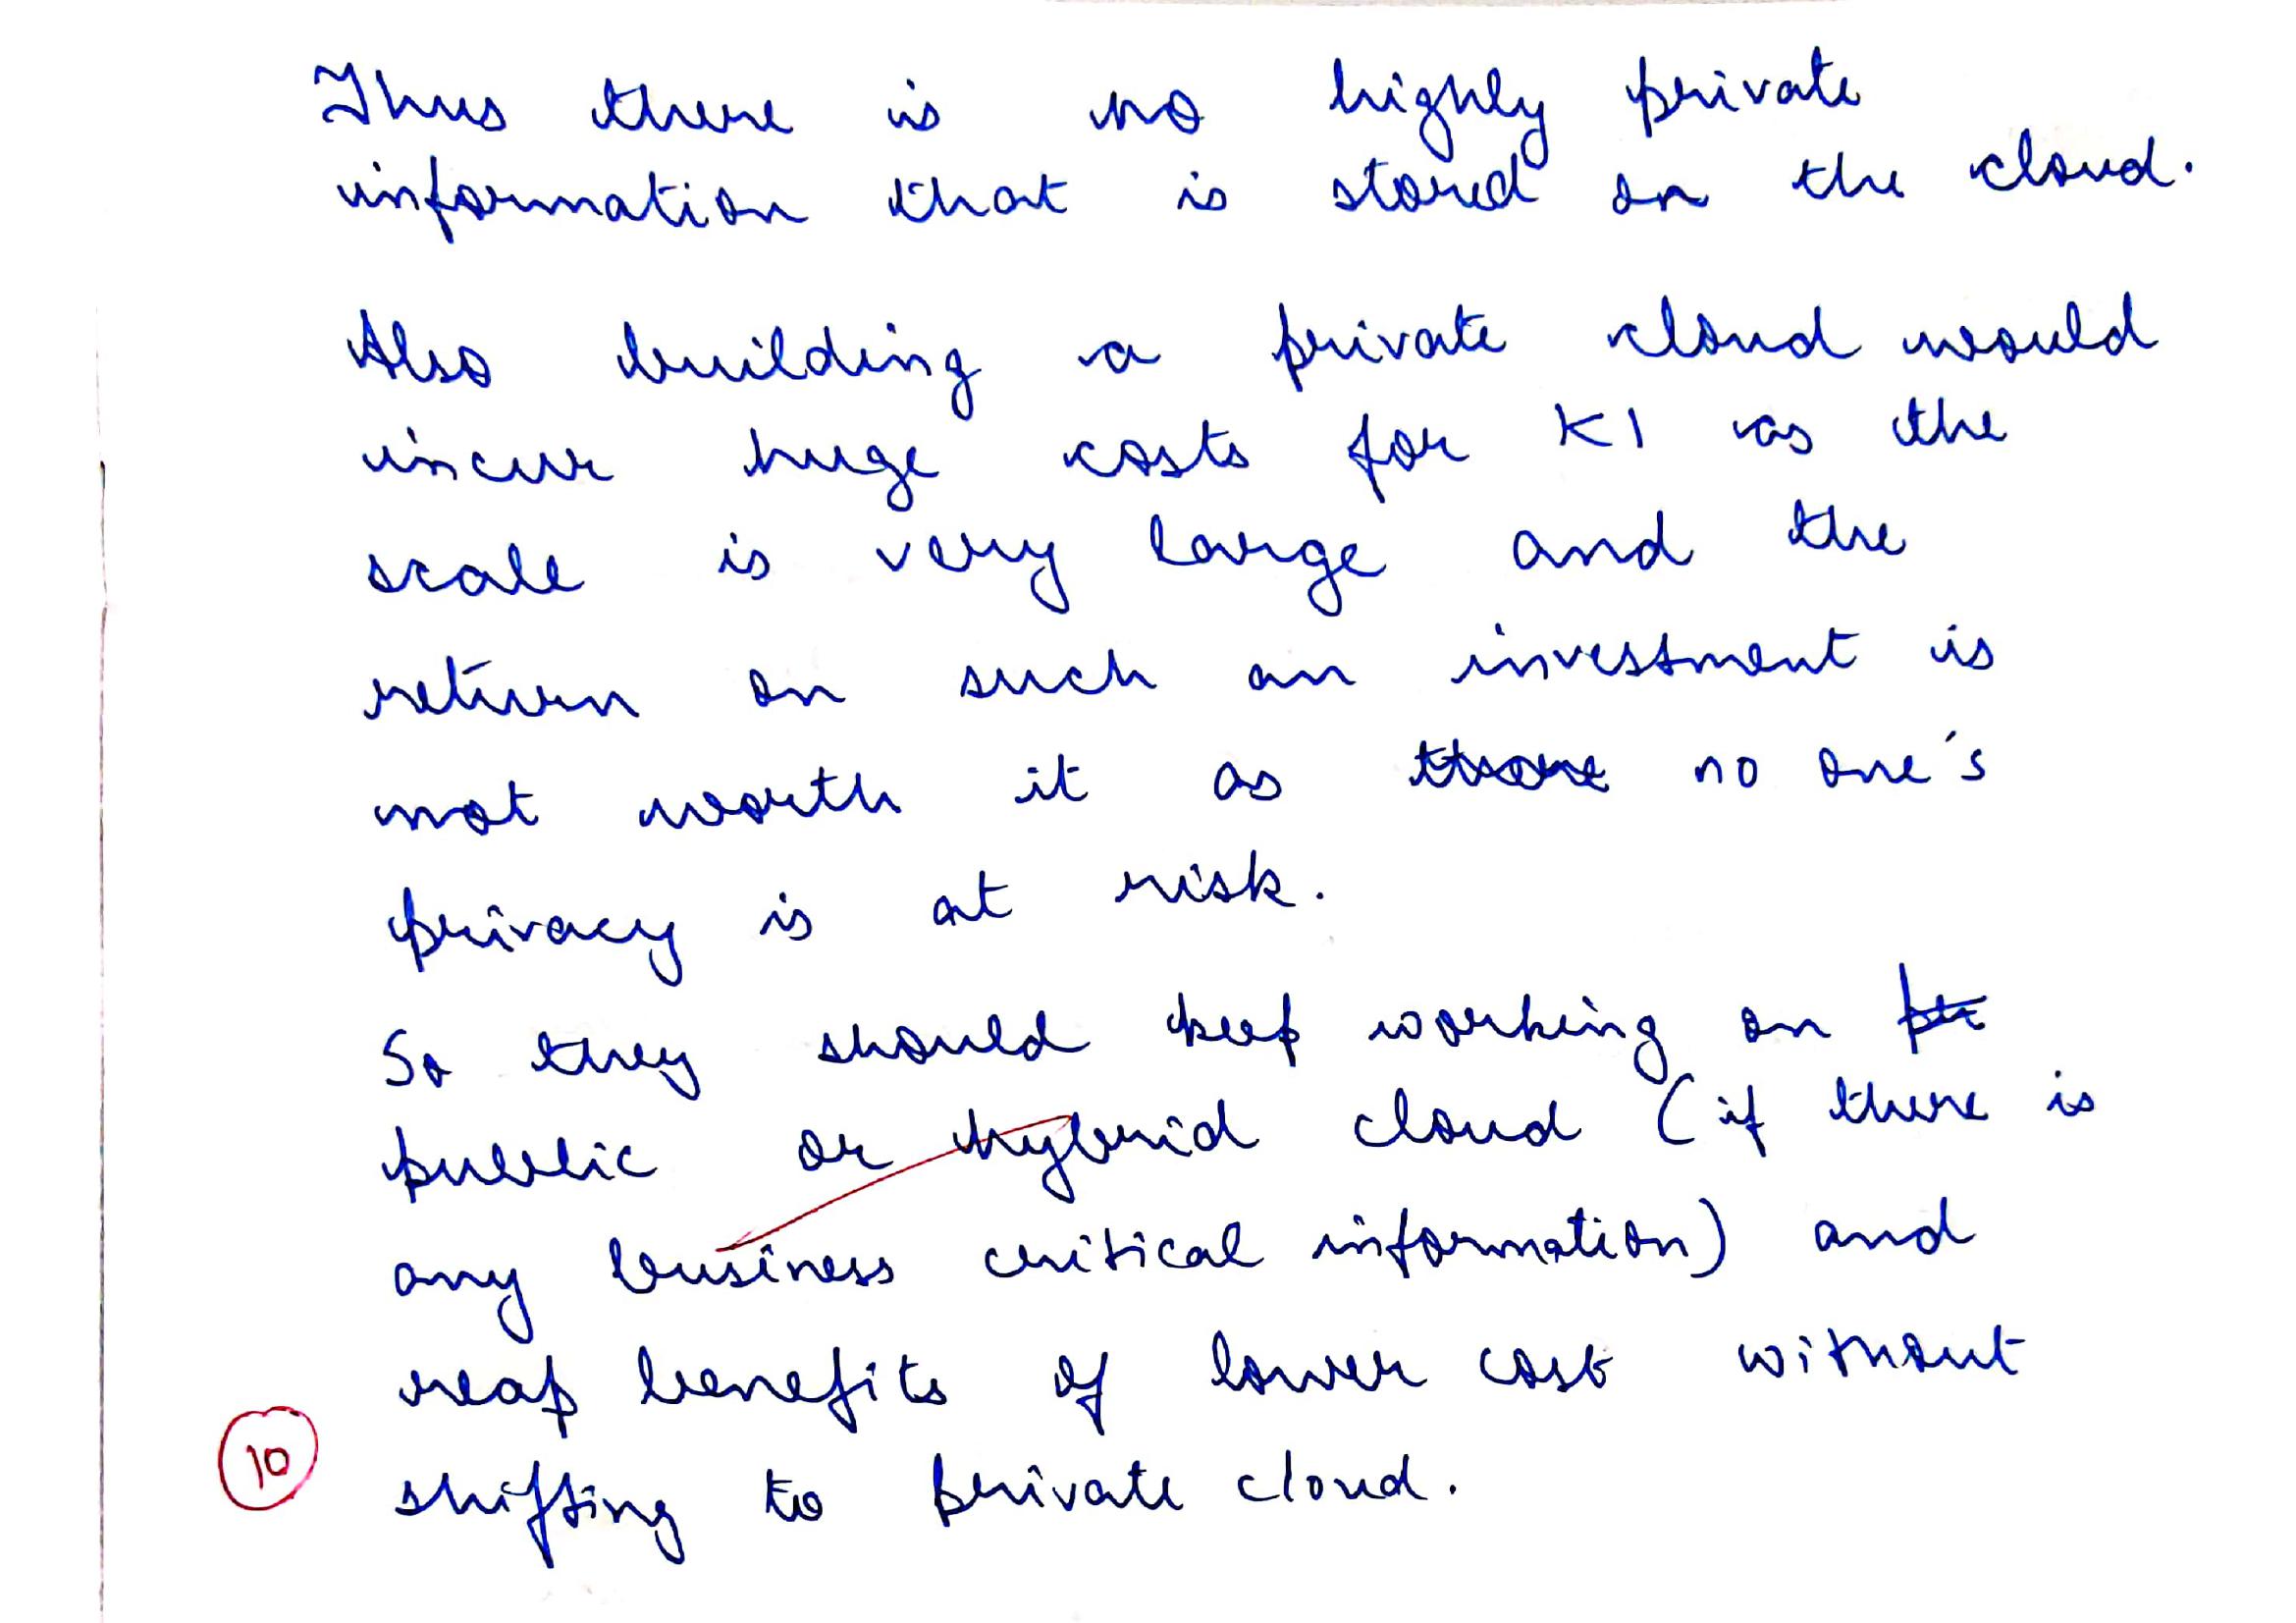 Thus there is no highly private
information that is stored on the cloud.
Also building a private cloud would
incur huge costs for KI as the
scale is very large and the
return on such an investment is
not worth it as no one's
privacy is at risk.
So they should keep working on
public or hybrid cloud (if there is
any business critical information) and
reap benefits of lower cost without
10
shifting to private cloud.